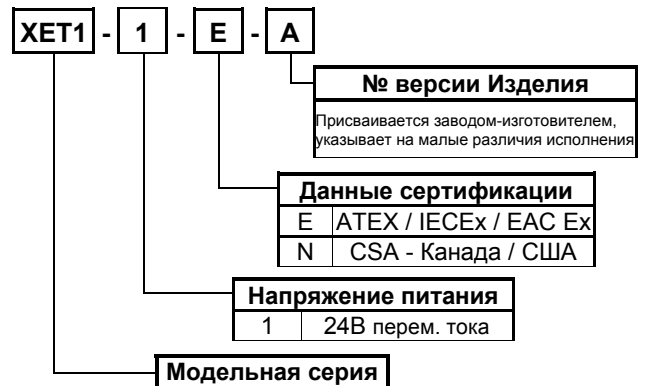 XET1 - 1 - E - A
№ версии Изделия
Присваивается заводом-изготовителем,
указывает на малые различия исполнения
Данные сертификации
E ATEX / IECEx / EAC Ex
N CSA - Канада / США
Напряжение питания
1 24В перем. тока
Модельная серия